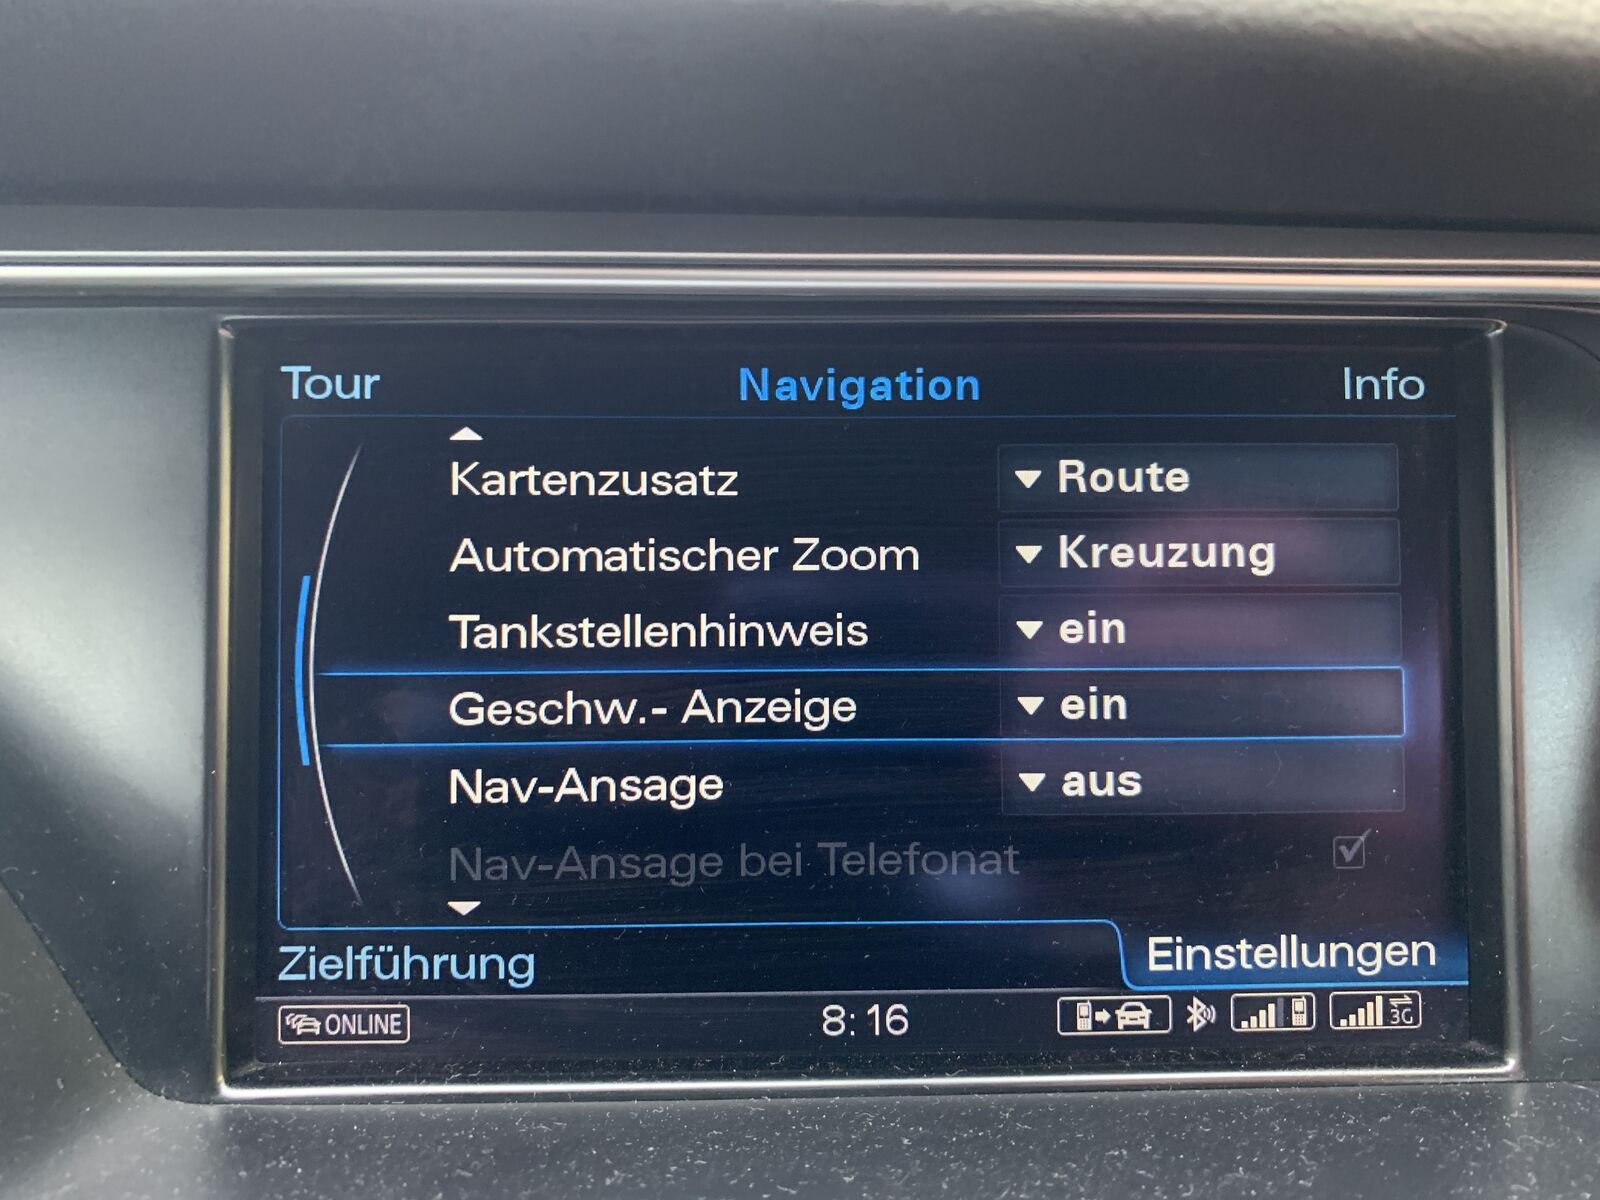 Tour Navigation Info
Kartenzusatz Route
Automatischer Zoom Kreuzung
Tankstellenhinweis ein
Geschw.- Anzeige ein
Nav-Ansage aus
Nav-Ansage bei Telefonat
Zielführung Einstellungen
ONLINE 8:16 3G